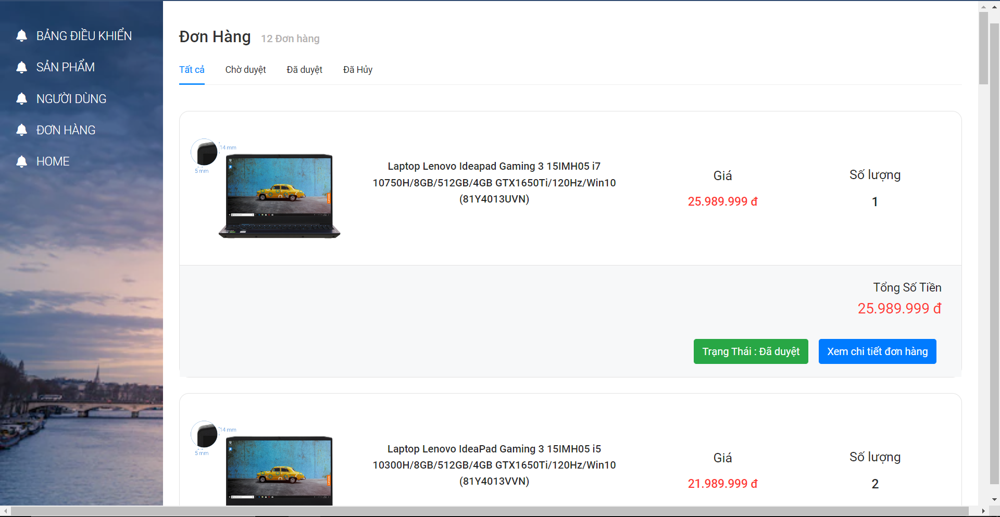 BẢNG ĐIỀU KHIỂN
SẢN PHẨM
NGƯỜI DÙNG
ĐƠN HÀNG
HOME
Đơn Hàng 12 Đơn hàng
Tất cả Chờ duyệt Đã duyệt Đã Hủy
14 mm
5 mm
Laptop Lenovo Ideapad Gaming 3 15IMH05 i7
10750H/8GB/512GB/4GB GTX1650Ti/120Hz/Win10
(81Y4013UVN)
Giá
25.989.999 đ
Số lượng
1
Tổng Số Tiền
25.989.999 đ
Trạng Thái : Đã duyệt
Xem chi tiết đơn hàng
14 mm
5 mm
Laptop Lenovo IdeaPad Gaming 3 15IMH05 i5
10300H/8GB/512GB/4GB GTX1650Ti/120Hz/Win10
(81Y4013VVN)
Giá
21.989.999 đ
Số lượng
2